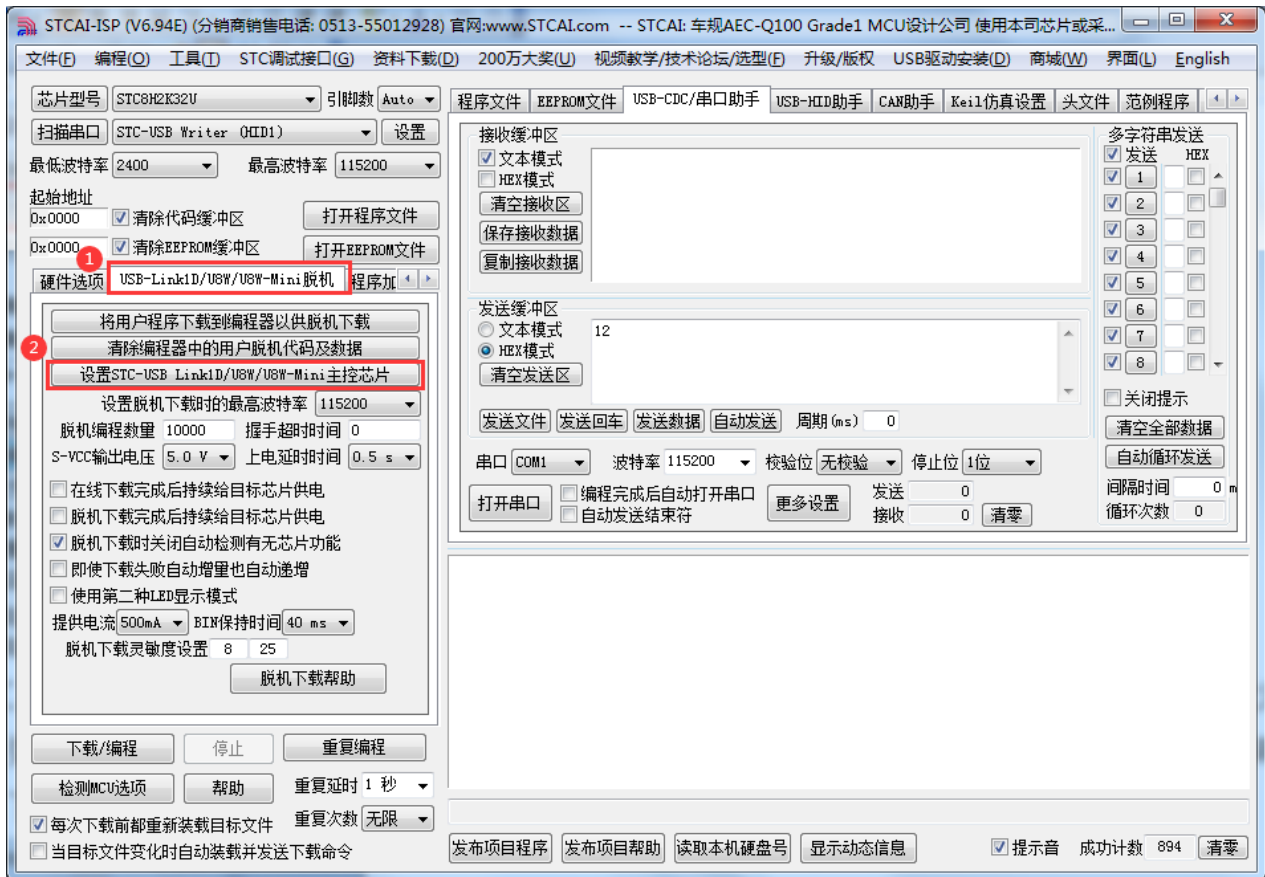 STCAI-ISP (V6.94E) (分销商销售电话: 0513-55012928) 官网:www.STCAI.com -- STCAI: 车规AEC-Q100 Grade1 MCU设计公司 使用本司芯片或采...
文件(F) 编程(O) 工具(T) STC调试接口(G) 资料下载(D) 200万大奖(U) 视频教学/技术论坛/选型(F) 升级/版权 USB驱动安装(D) 商城(W) 界面(L) English
芯片型号 STC8H2K32U 引脚数 Auto
扫描串口 STC-USB Writer (HID1) 设置
最低波特率 2400 最高波特率 115200
起始地址
0x0000 清除代码缓冲区 打开程序文件
0x0000 清除EEPROM缓冲区 打开EEPROM文件
1
硬件选项 USB-Link1D/U8W/U8W-Mini脱机 程序加
将用户程序下载到编程器以供脱机下载
2
清除编程器中的用户脱机代码及数据
设置STC-USB Link1D/U8W/U8W-Mini主控芯片
设置脱机下载时的最高波特率 115200
脱机编程数量 10000 握手超时时间 0
S-VCC输出电压 5.0 V 上电延时时间 0.5 s
在线下载完成后持续给目标芯片供电
脱机下载完成后持续给目标芯片供电
脱机下载时关闭自动检测有无芯片功能
即使下载失败自动增量也自动递增
使用第二种LED显示模式
提供电流 500mA BIN保持时间 40 ms
脱机下载灵敏度设置 8 25
脱机下载帮助
下载/编程 停止 重复编程
检测MCU选项 帮助 重复延时 1 秒
每次下载前都重新装载目标文件 重复次数 无限
当目标文件变化时自动装载并发送下载命令
程序文件 EEPROM文件 USB-CDC/串口助手 USB-HID助手 CAN助手 Keil仿真设置 头文件 范例程序
接收缓冲区
文本模式
HEX模式
清空接收区
保存接收数据
复制接收数据
发送缓冲区
文本模式 12
HEX模式
清空发送区
发送文件 发送回车 发送数据 自动发送 周期(ms) 0
串口 COM1 波特率 115200 校验位 无校验 停止位 1位
打开串口 编程完成后自动打开串口 更多设置 发送 0
自动发送结束符 接收 0 清零
多字符串发送
发送 HEX
1
2
3
4
5
6
7
8
关闭提示
清空全部数据
自动循环发送
间隔时间 0 m
循环次数 0
发布项目程序 发布项目帮助 读取本机硬盘号 显示动态信息 提示音 成功计数 894 清零